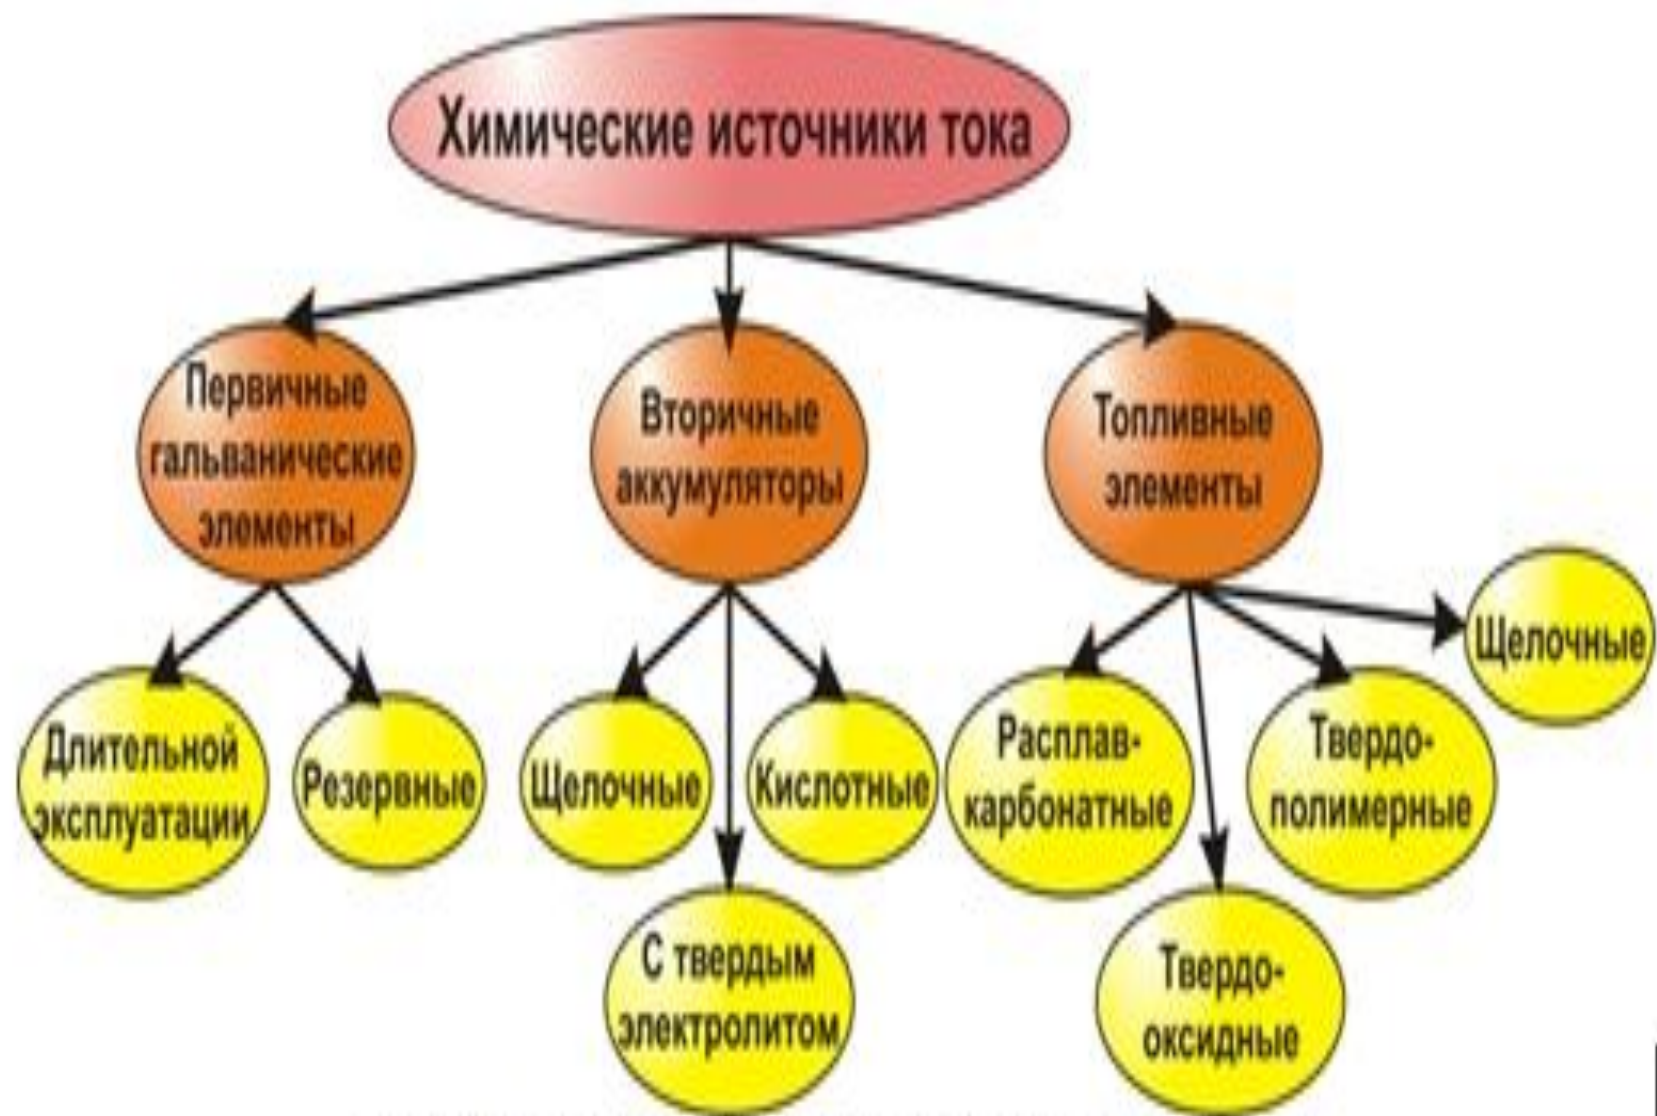 Химические источники тока
Первичные
гальванические
элементы
Вторичные
аккумуляторы
Топливные
элементы
Длительной
эксплуатации
Резервные
Щелочные
С твердым
электролитом
Кислотные
Расплав-
карбонатные
Твердо-
оксидные
Твердо-
полимерные
Щелочные